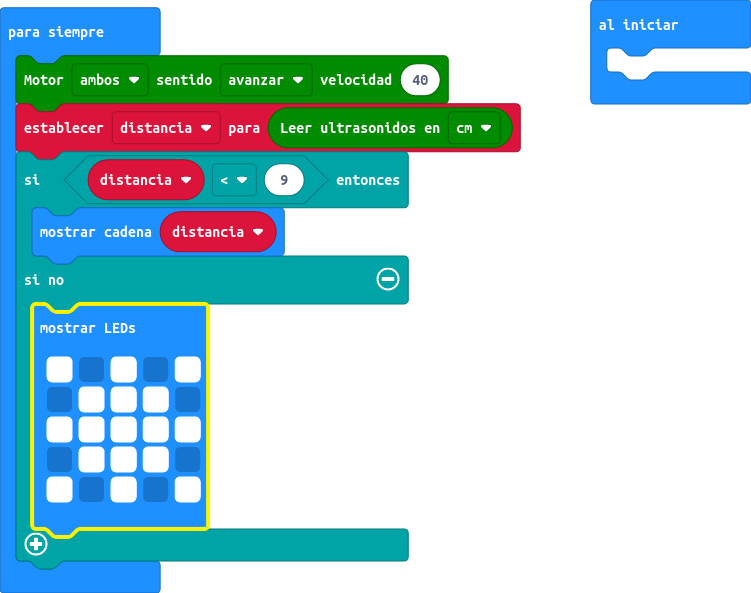 para siempre
Motor ambos sentido avanzar velocidad 40
establecer distancia para Leer ultrasonidos en cm
si distancia < 9 entonces
mostrar cadena distancia
si no
mostrar LEDs
al iniciar